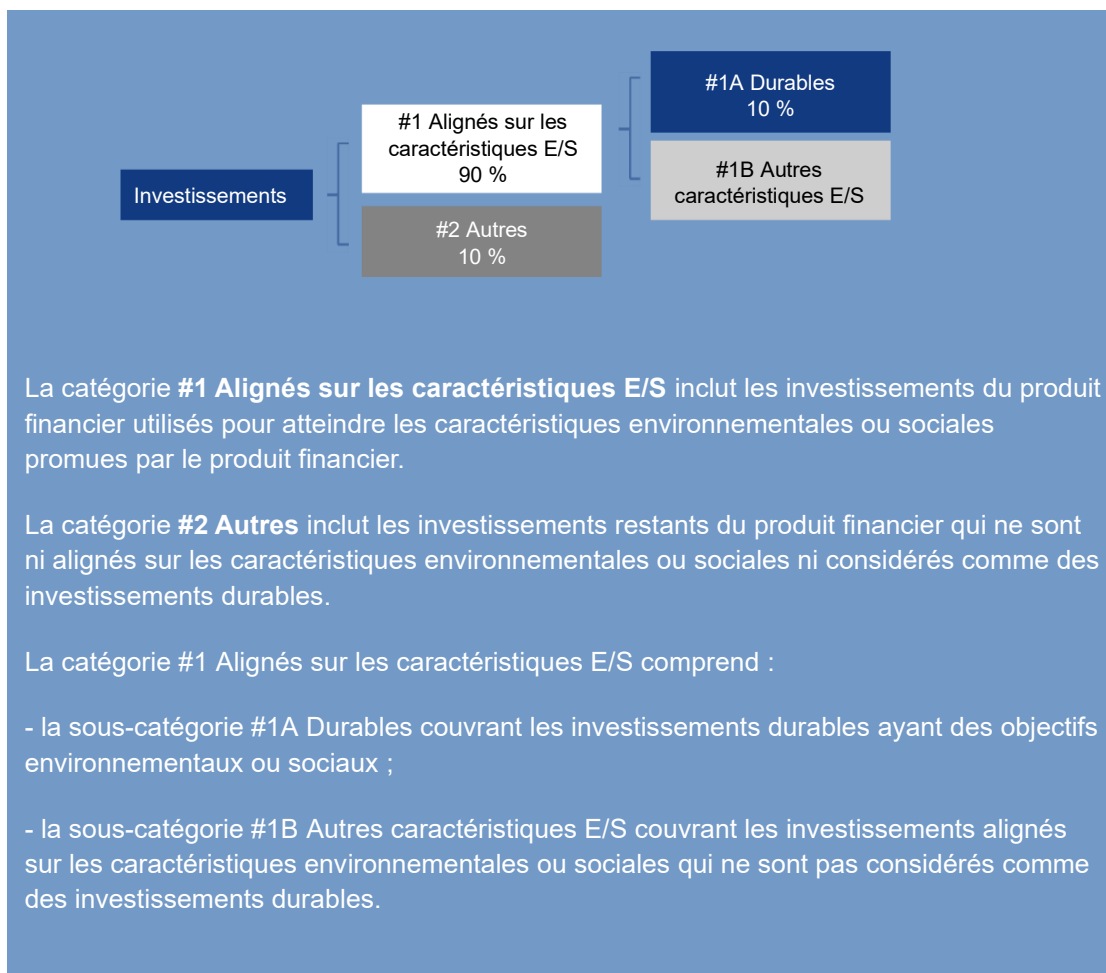 Investissements
#1 Alignés sur les
caractéristiques E/S
90 %
#2 Autres
10 %
#1A Durables
10 %
#1B Autres
caractéristiques E/S
La catégorie #1 Alignés sur les caractéristiques E/S inclut les investissements du produit
financier utilisés pour atteindre les caractéristiques environnementales ou sociales
promues par le produit financier.
La catégorie #2 Autres inclut les investissements restants du produit financier qui ne sont
ni alignés sur les caractéristiques environnementales ou sociales ni considérés comme des
investissements durables.
La catégorie #1 Alignés sur les caractéristiques E/S comprend :
- la sous-catégorie #1A Durables couvrant les investissements durables ayant des objectifs
environnementaux ou sociaux ;
- la sous-catégorie #1B Autres caractéristiques E/S couvrant les investissements alignés
sur les caractéristiques environnementales ou sociales qui ne sont pas considérés comme
des investissements durables.